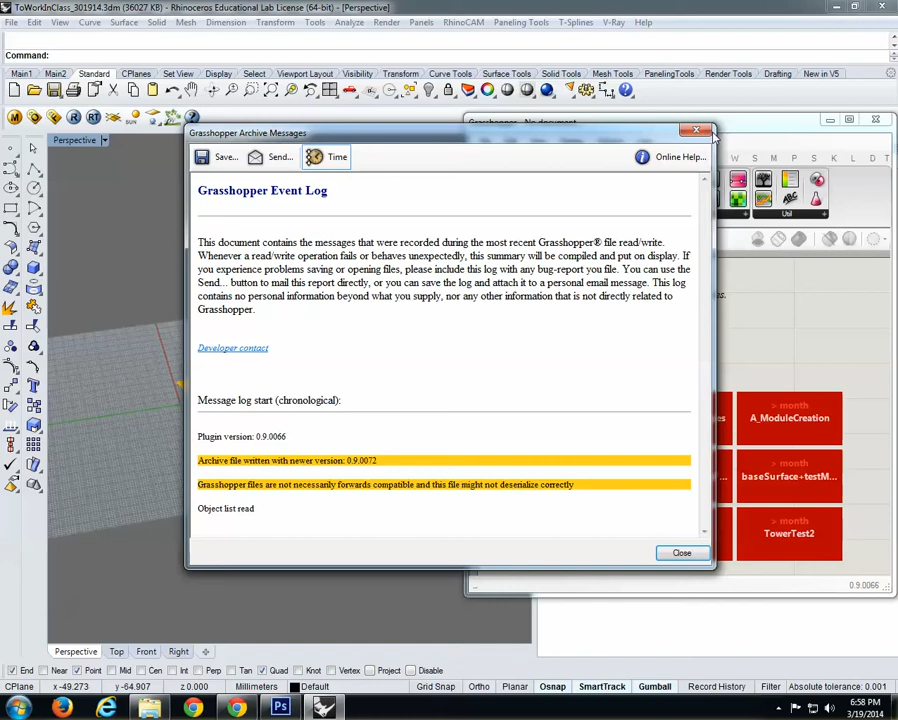 ToWorkInClass_301914.3dm (36027 KB) - Rhinoceros Educational Lab License (64-bit) - [Perspective]
File Edit View Curve Surface Solid Mesh Dimension Transform Tools Analyze Render Panels RhinoCAM Paneling Tools T-Splines V-Ray Help
Command:
Main1 Main2 Standard CPlanes Set View Display Select Viewport Layout Visibility Transform Curve Tools Surface Tools Solid Tools Mesh Tools PanelingTools Render Tools Drafting New in V5
Perspective
Grasshopper - No document
Grasshopper Archive Messages
Save... Send... Time Online Help...
W S L D T
Grasshopper Event Log
Util
This document contains the messages that were recorded during the most recent Grasshopper® file read/write.
Whenever a read/write operation fails or behaves unexpectedly, this summary will be compiled and put on display. If
you experience problems saving or opening files, please include this log with any bug-report you file. You can use the
Send... button to mail this report directly, or you can save the log and attach it to a personal email message. This log
contains no personal information beyond what you supply, nor any other information that is not directly related to
Grasshopper.
Developer contact
Message log start (chronological):
Plugin version: 0.9.0066
Archive file written with newer version: 0.9.0072
Grasshopper files are not necessarily forwards compatible and this file might not deserialize correctly
Object list read
Close
> month
A_ModuleCreation
> month
baseSurface+testM...
> month
TowerTest2
0.9.0066
Perspective Top Front Right
End Near Point Mid Cen Int Perp Tan Quad Knot Vertex Project Disable
CPlane x -49.273 y -64.907 z 0.000 Millimeters Default Grid Snap Ortho Planar Osnap SmartTrack Gumball Record History Filter Absolute tolerance: 0.001
6:58 PM
3/19/2014